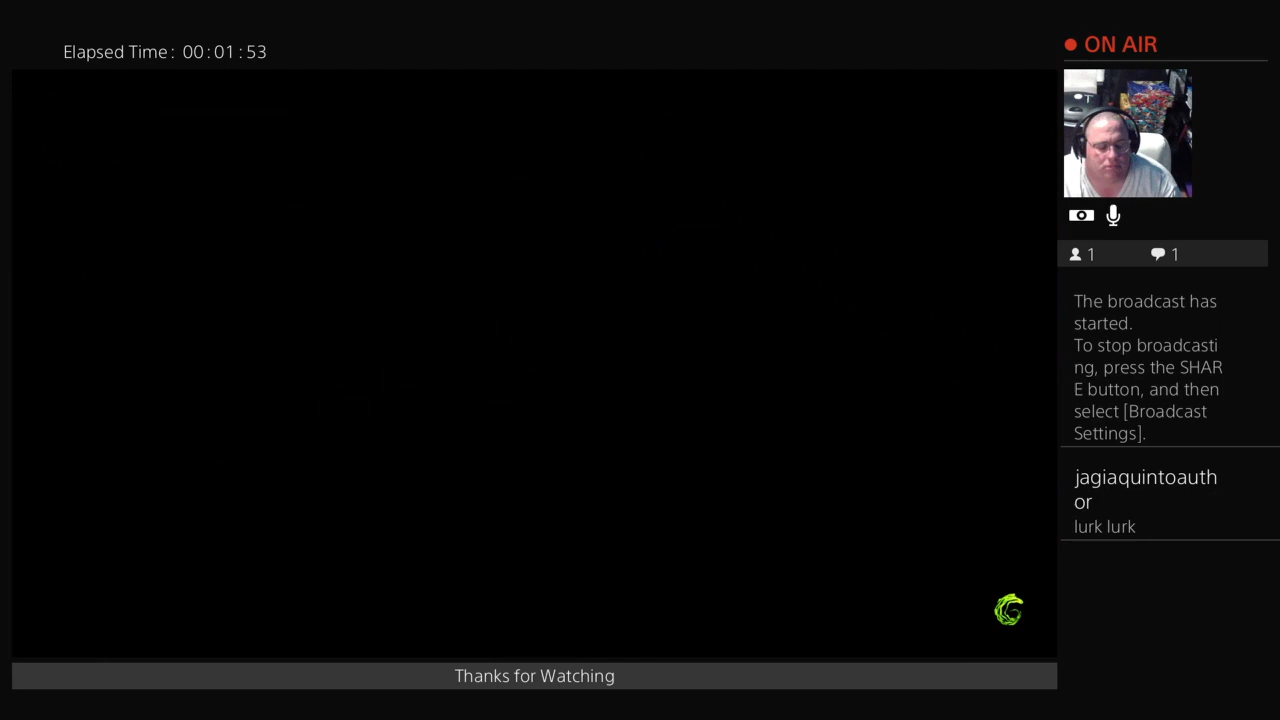 Elapsed Time: 00:01:53
ON AIR
1
1
The broadcast has
started.
To stop broadcasti
ng, press the SHAR
E button, and then
select [Broadcast
Settings].
jagiaquintoauth
or
lurk lurk
Thanks for Watching